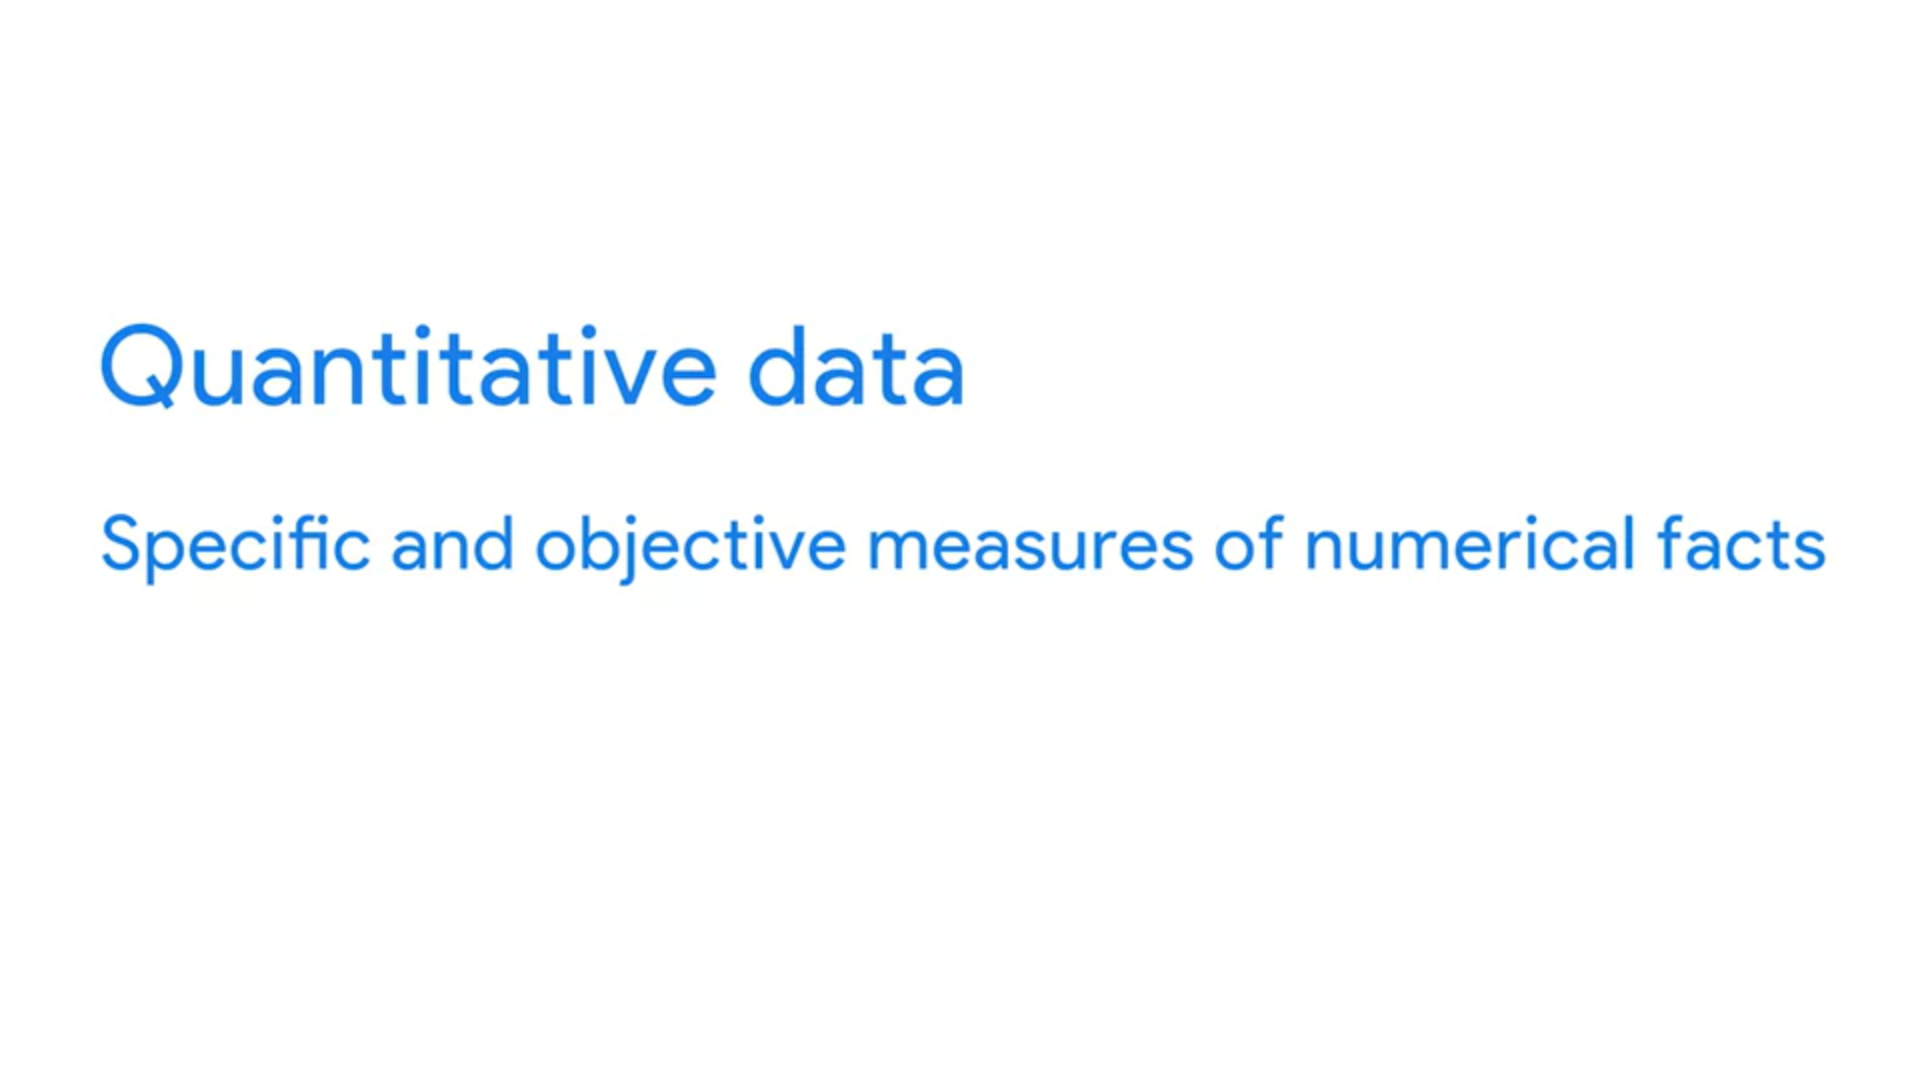 Quantitative data
Specific and objective measures of numerical facts